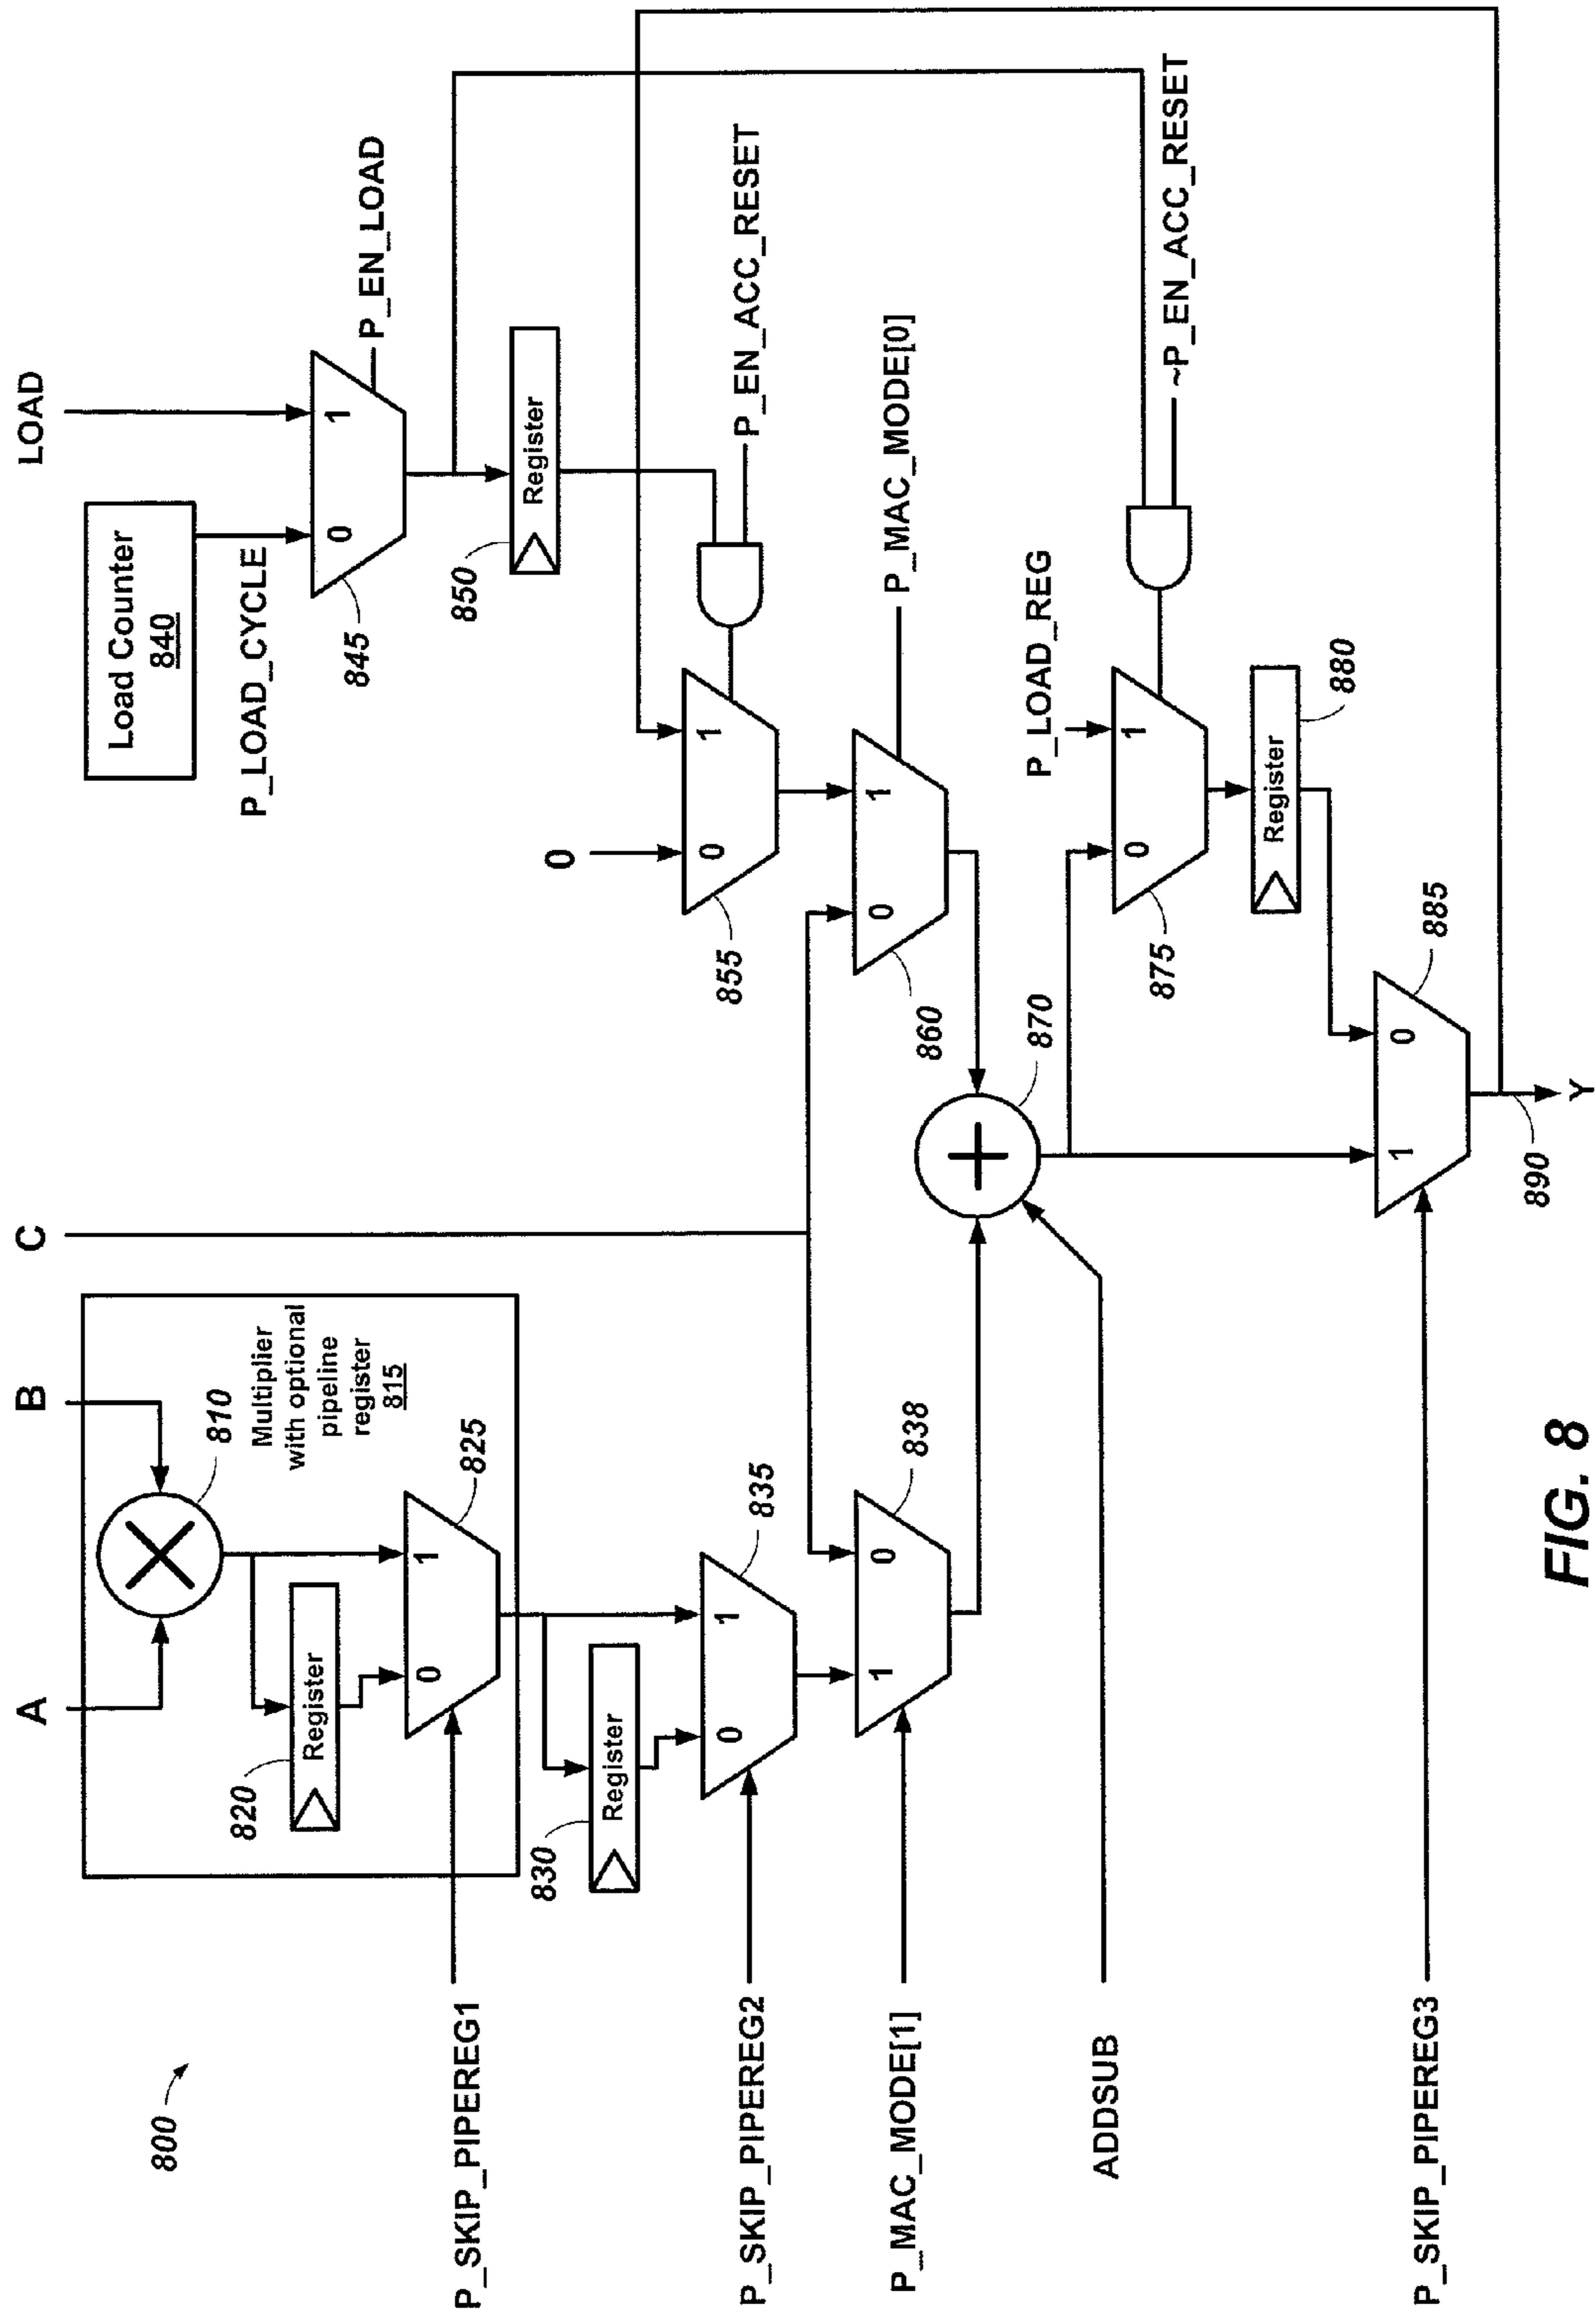 LOAD
Load Counter
840
P_LOAD_CYCLE
0
1
P_EN_LOAD
845
850
Register
P_EN_ACC_RESET
0
0
1
855
P_MAC_MODE[0]
0
1
860
C
A
B
810
Multiplier
with optional
pipeline
register
815
820
Register
0
1
825
P_SKIP_PIPEREG1
830
Register
0
1
835
P_SKIP_PIPEREG2
1
0
838
P_MAC_MODE[1]
870
ADDSUB
P_LOAD_REG
~P_EN_ACC_RESET
0
1
875
Register
880
1
0
885
P_SKIP_PIPEREG3
890
Y
800
FIG. 8